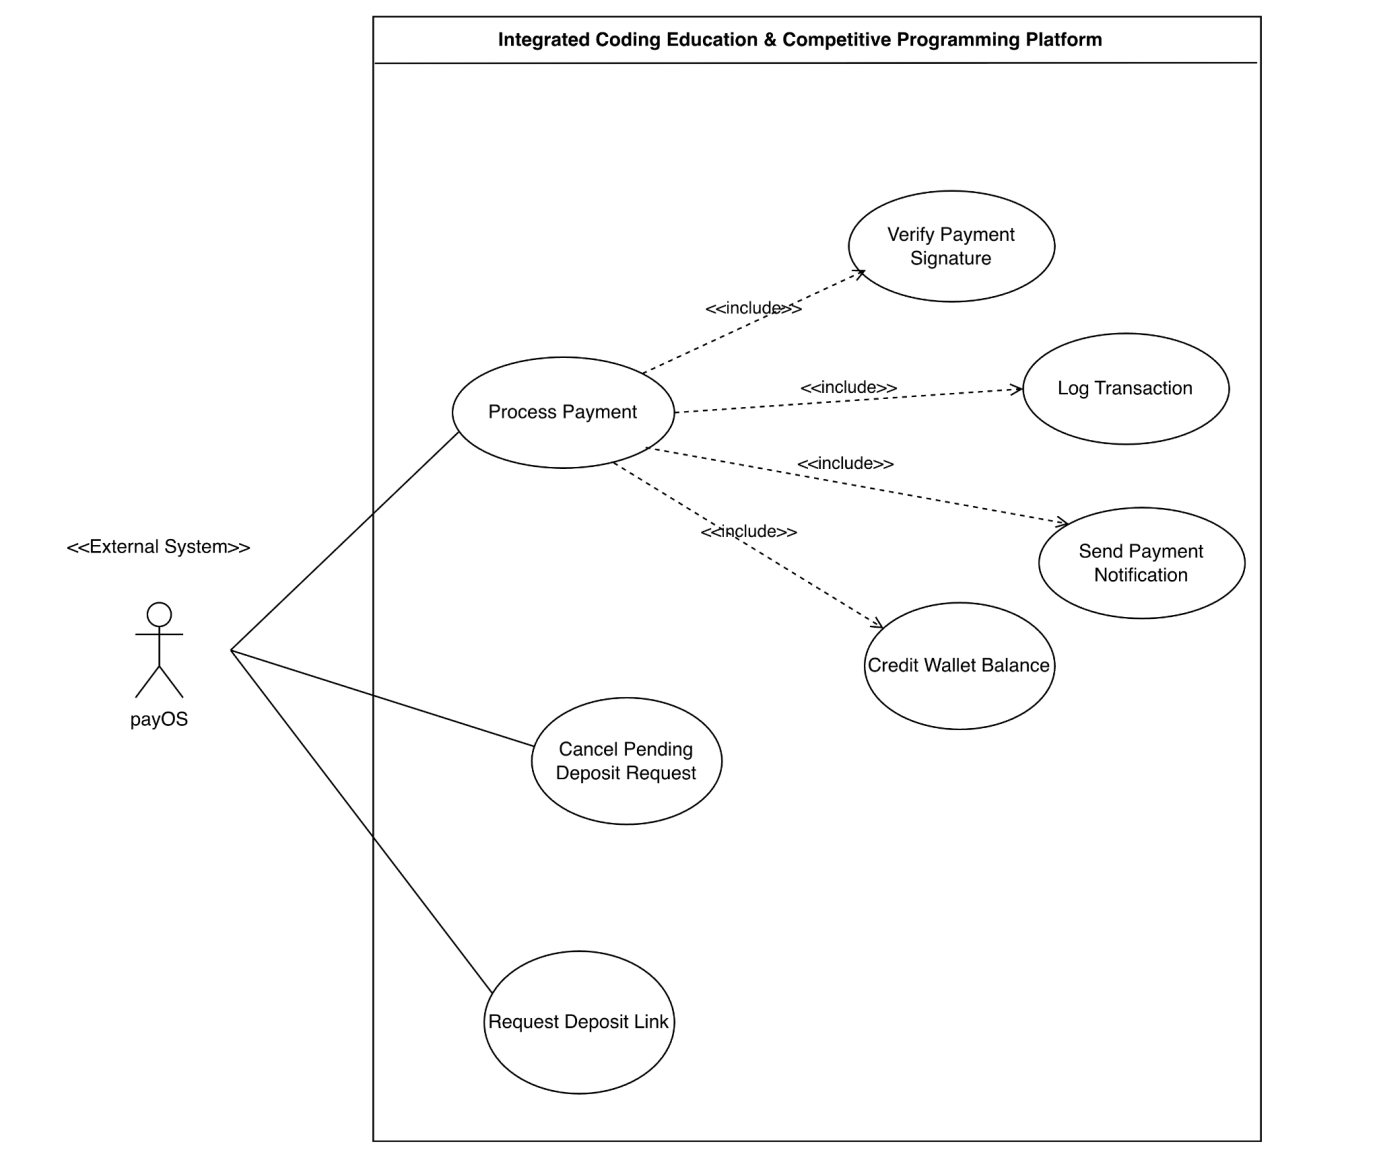 Integrated Coding Education & Competitive Programming Platform
Verify Payment
Signature
<<include>>
Log Transaction
<<include>>
Process Payment
<<include>>
<<include>>
Send Payment
Notification
<<External System>>
payOS
Credit Wallet Balance
Cancel Pending
Deposit Request
Request Deposit Link